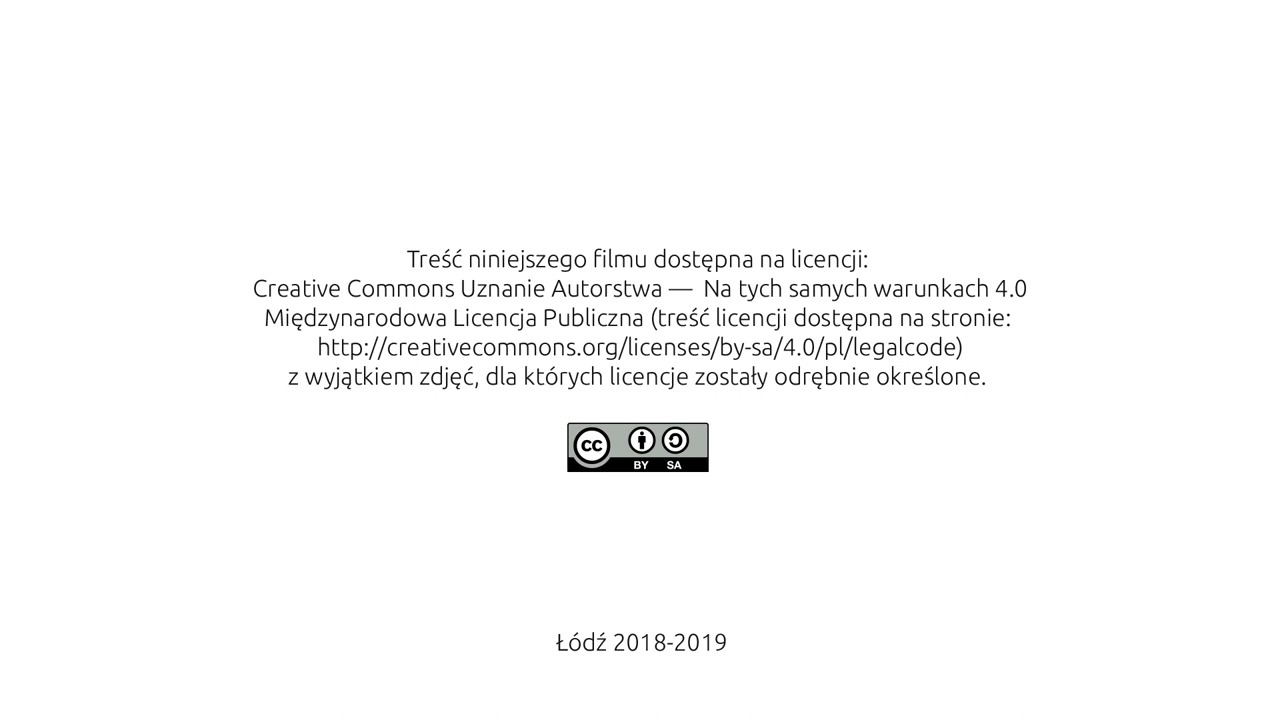 Treść niniejszego filmu dostępna na licencji:
Creative Commons Uznanie Autorstwa — Na tych samych warunkach 4.0
Międzynarodowa Licencja Publiczna (treść licencji dostępna na stronie:
http://creativecommons.org/licenses/by-sa/4.0/pl/legalcode)
z wyjątkiem zdjęć, dla których licencje zostały odrębnie określone.
cc
BY SA
Łódź 2018-2019